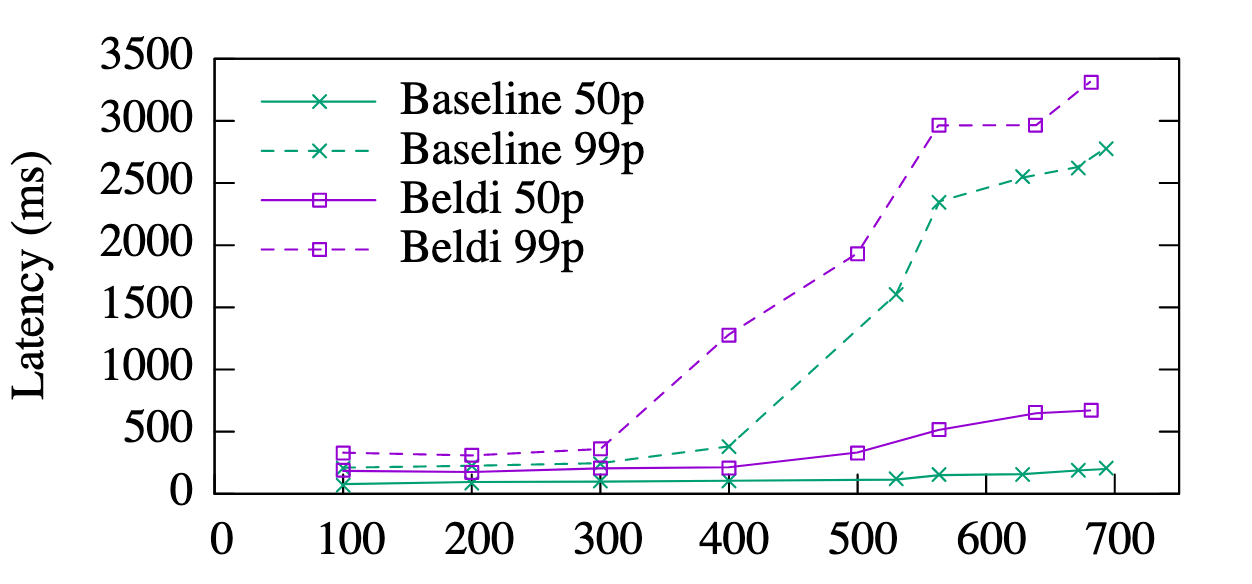 3500
3000
2500
2000
1500
1000
500
0
Latency (ms)
Baseline 50p
Baseline 99p
Beldi 50p
Beldi 99p
0 100 200 300 400 500 600 700